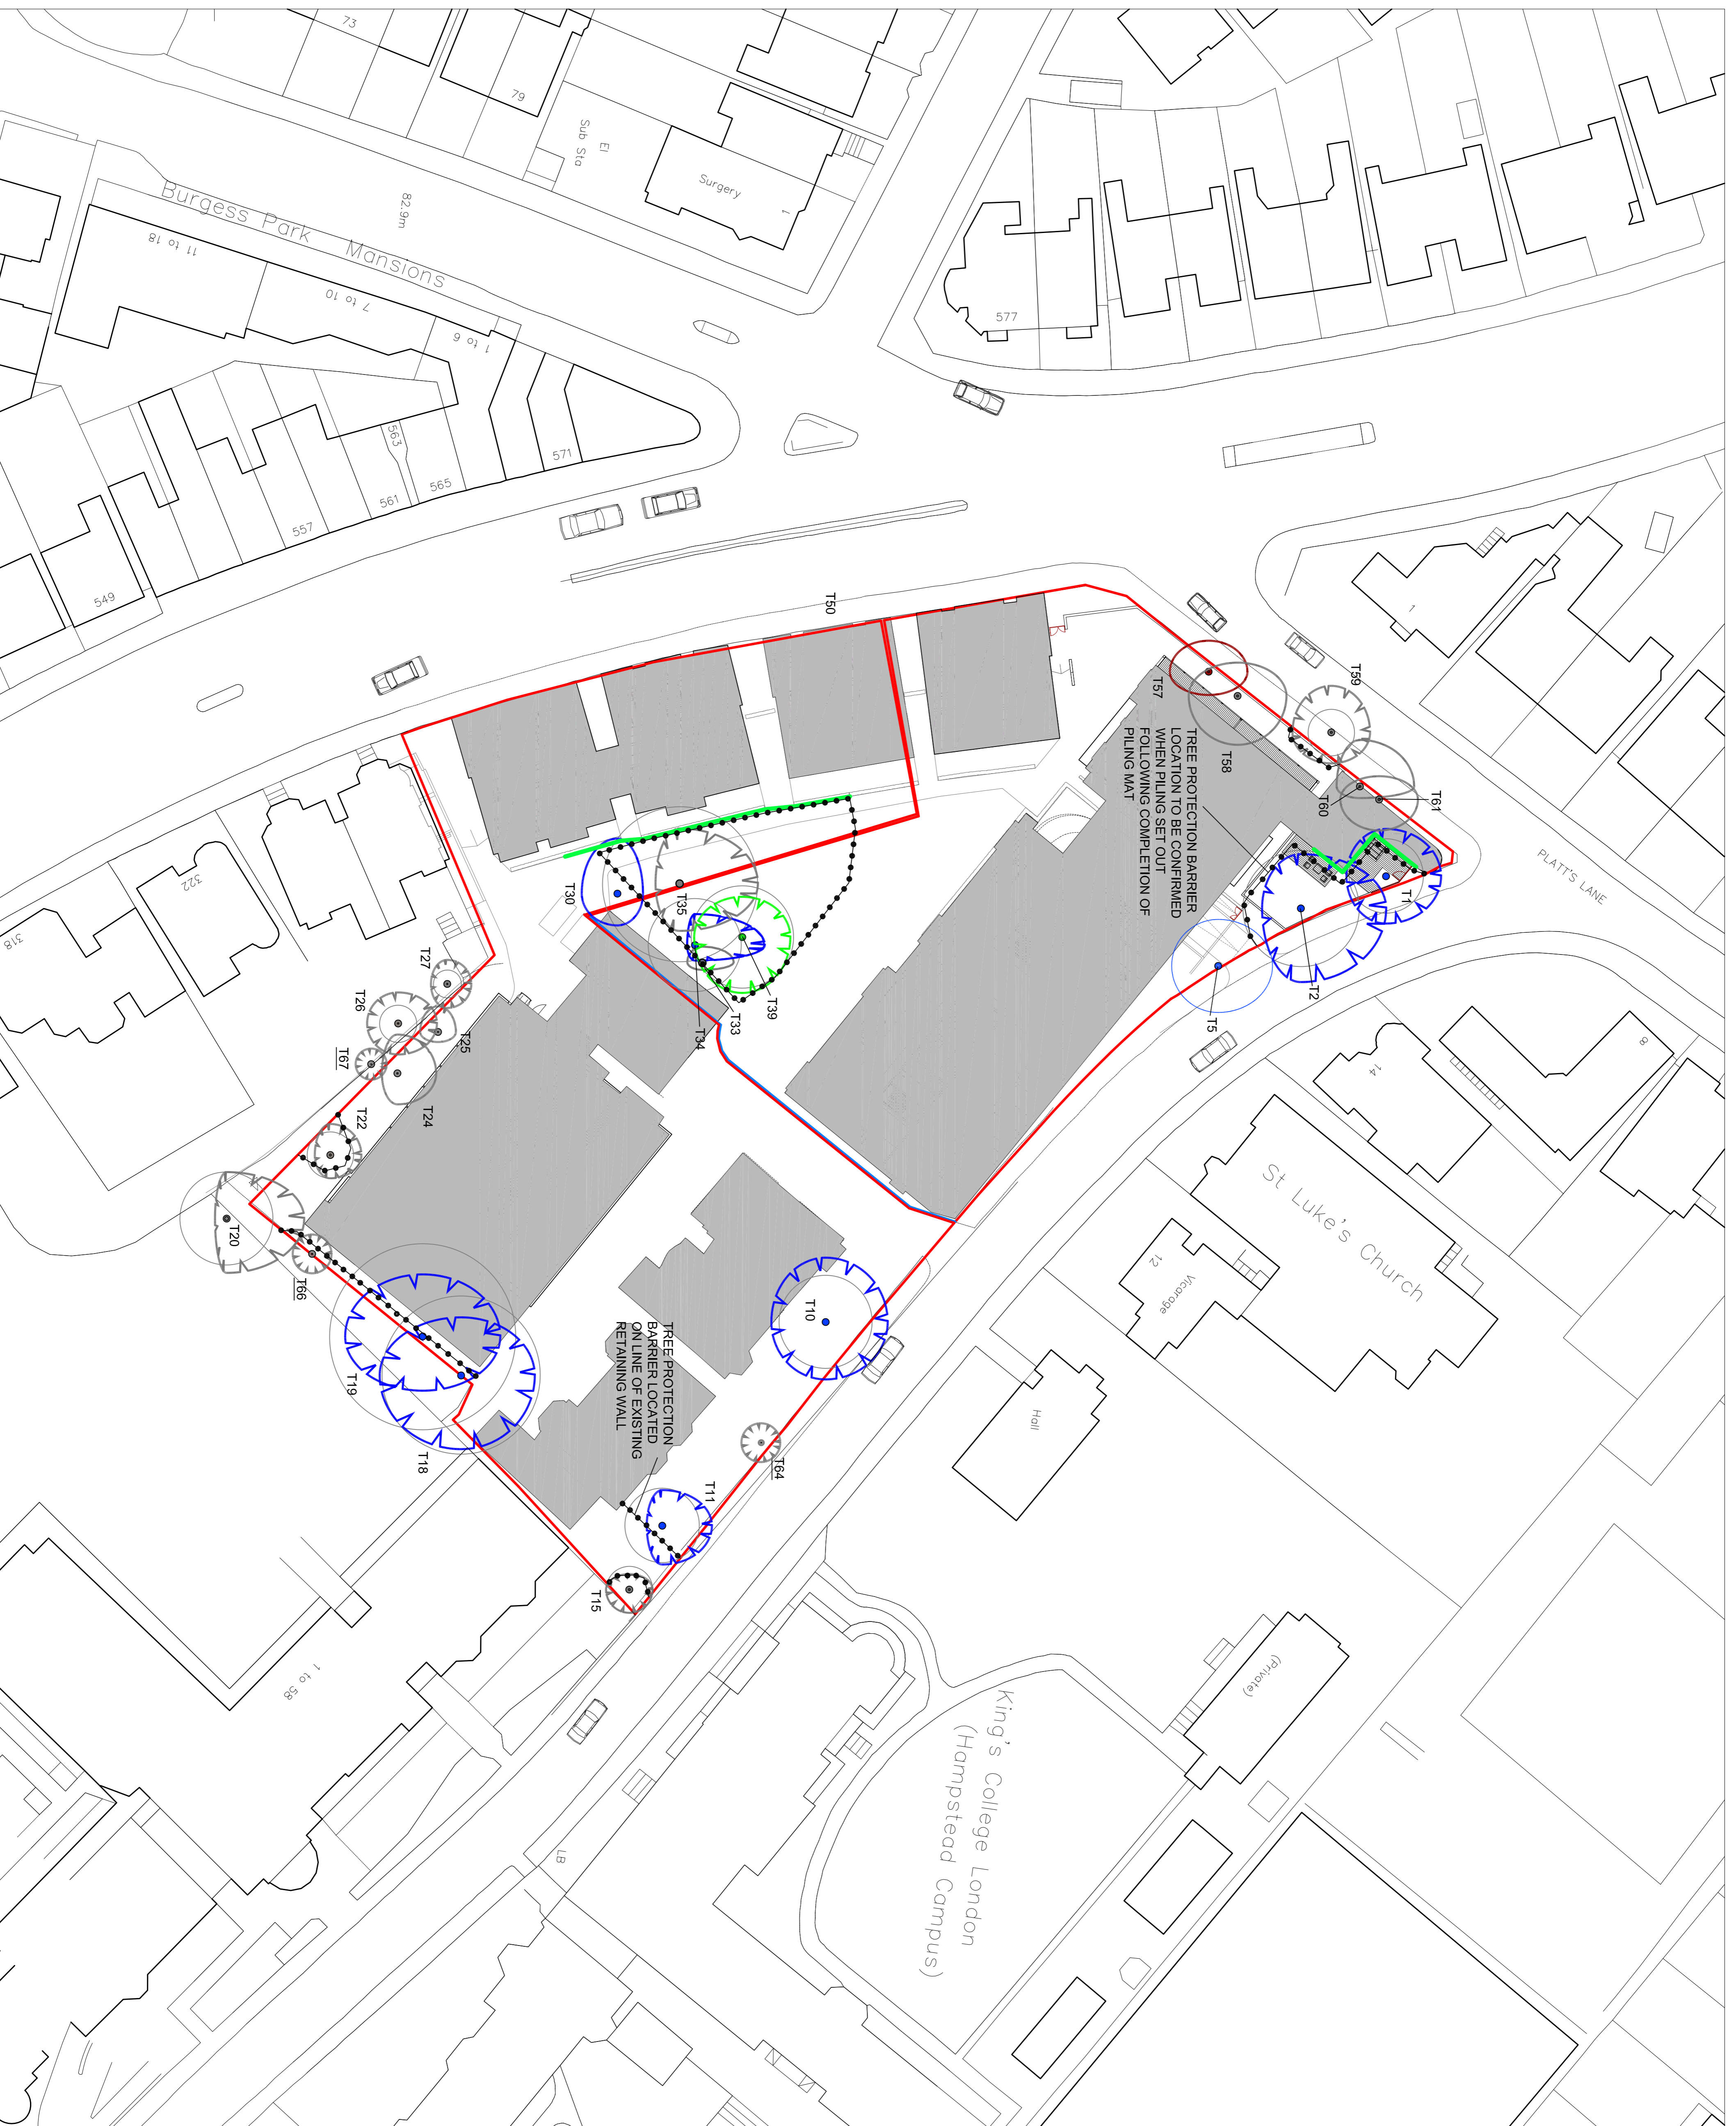 73
79
El
Sub Sta
Surgery
1
82.9m
Burgess Park Mansions
11 to 18
7 to 10
1 to 6
577
571
563
565
561
557
549
1
PLATT'S LANE
T50
T59
T57
T58
T61
T60
T1
T2
T5
TREE PROTECTION BARRIER
LOCATION TO BE CONFIRMED
WHEN PILING SET OUT
FOLLOWING COMPLETION OF
PILING MAT
T30
T35
T39
T33
T34
322
318
T27
T26
T25
T67
T24
T22
T20
T66
T19
T18
T10
TREE PROTECTION
BARRIER LOCATED
ON LINE OF EXISTING
RETAINING WALL
T64
T11
T15
8
14
St Luke's Church
12
Vicarage
Hall
(Private)
King's College London
(Hampstead Campus)
1 to 58
LB